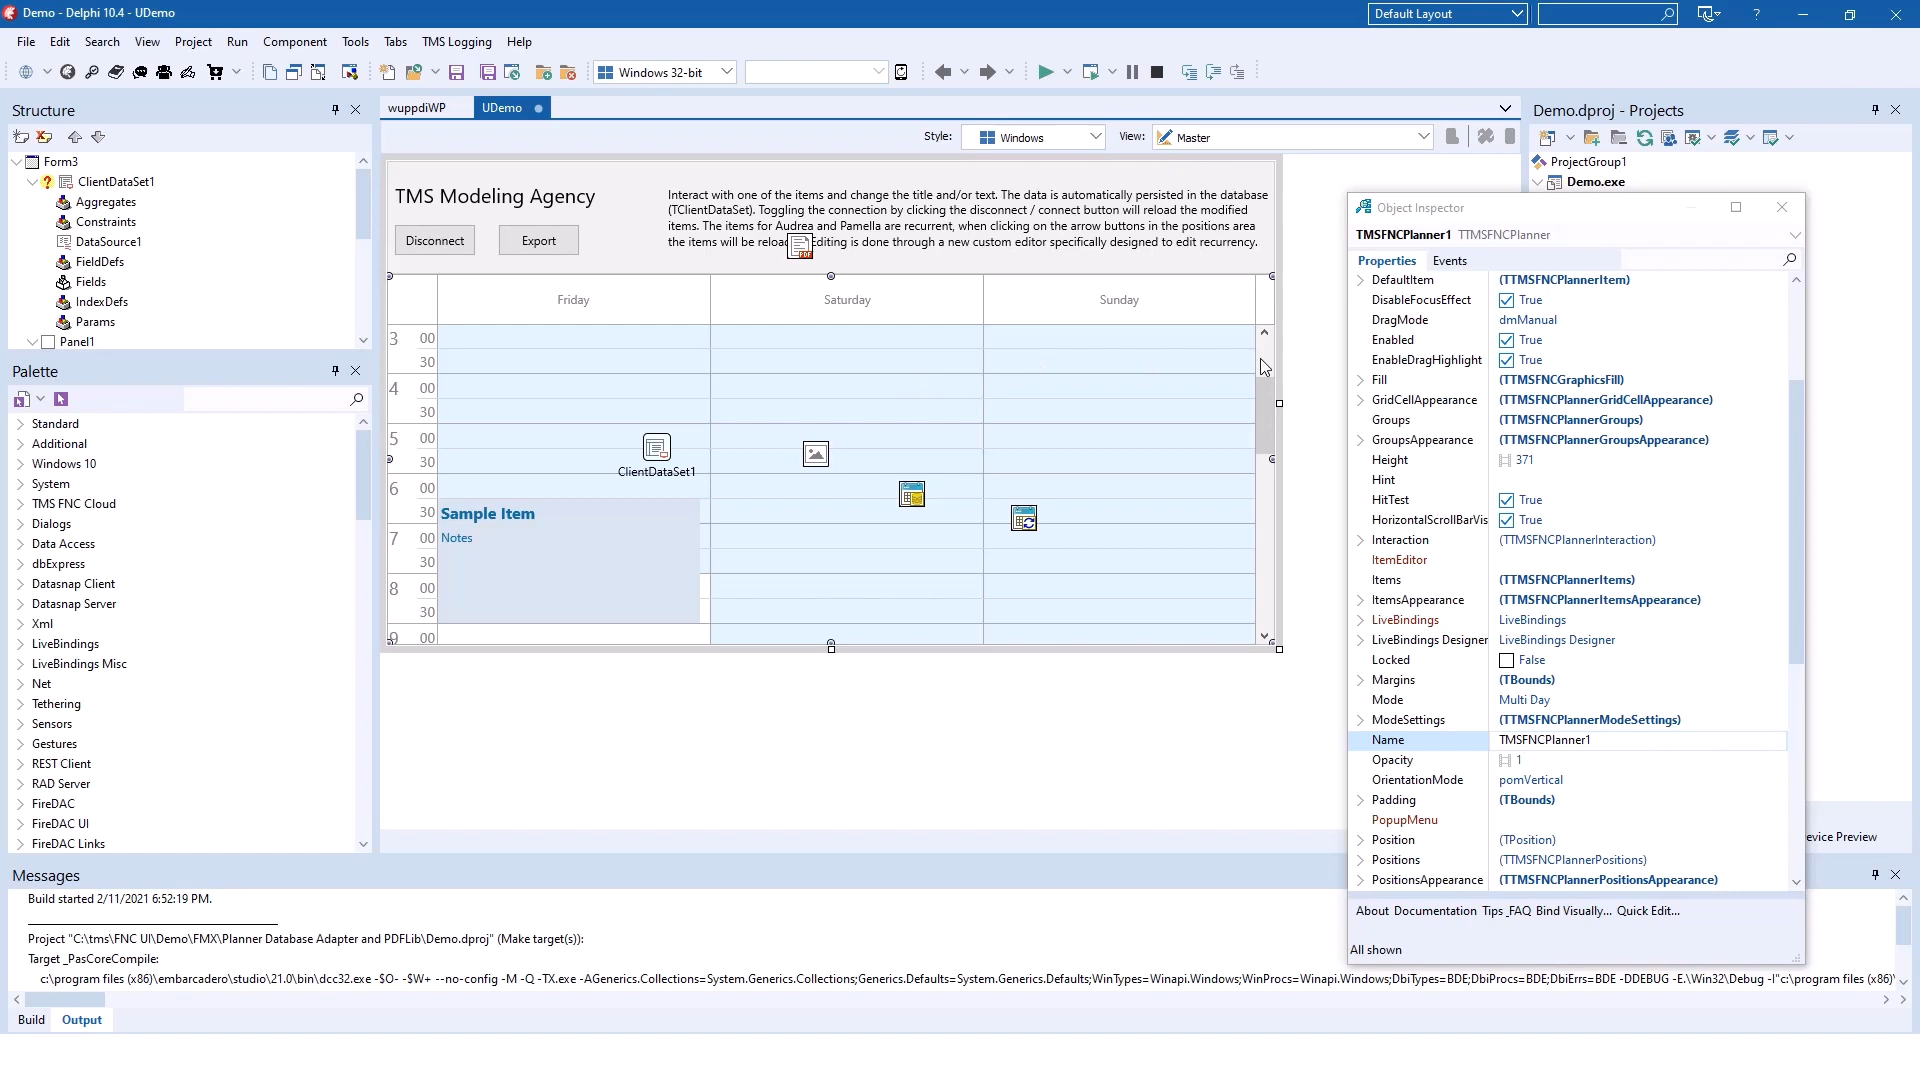 Demo - Delphi 10.4 - UDemo
Default Layout
?
File Edit Search View Project Run Component Tools Tabs TMS Logging Help
Windows 32-bit
Structure
Form3
ClientDataSet1
Aggregates
Constraints
DataSource1
FieldDefs
Fields
IndexDefs
Params
Panel1
Palette
Standard
Additional
Windows 10
System
TMS FNC Cloud
Dialogs
Data Access
dbExpress
Datasnap Client
Datasnap Server
Xml
LiveBindings
LiveBindings Misc
Net
Tethering
Sensors
Gestures
REST Client
RAD Server
FireDAC
FireDAC UI
FireDAC Links
wuppdiWP UDemo
Style: Windows View: Master
TMS Modeling Agency
Disconnect Export
Interact with one of the items and change the title and/or text. The data is automatically persisted in the database
(TClientDataSet). Toggling the connection by clicking the disconnect / connect button will reload the modified
items. The items for Audrea and Pamella are recurrent, when clicking on the arrow buttons in the positions area
the items will be reloa Editing is done through a new custom editor specifically designed to edit recurrency.
PDF
Friday Saturday Sunday
3 00
30
4 00
30
5 00
30
ClientDataSet1
6 00
30 Sample Item
7 00 Notes
30
8 00
30
9 00
Demo.dproj - Projects
ProjectGroup1
Demo.exe
Object Inspector
TMSFNCPlanner1 TTMSFNCPlanner
Properties Events
DefaultItem (TTMSFNCPlannerItem)
DisableFocusEffect True
DragMode dmManual
Enabled True
EnableDragHighlight True
Fill (TTMSFNCGraphicsFill)
GridCellAppearance (TTMSFNCPlannerGridCellAppearance)
Groups (TTMSFNCPlannerGroups)
GroupsAppearance (TTMSFNCPlannerGroupsAppearance)
Height 371
Hint
HitTest True
HorizontalScrollBarVis True
Interaction (TTMSFNCPlannerInteraction)
ItemEditor
Items (TTMSFNCPlannerItems)
ItemsAppearance (TTMSFNCPlannerItemsAppearance)
LiveBindings LiveBindings
LiveBindings Designer LiveBindings Designer
Locked False
Margins (TBounds)
Mode Multi Day
ModeSettings (TTMSFNCPlannerModeSettings)
Name TMSFNCPlanner1
Opacity 1
OrientationMode pomVertical
Padding (TBounds)
PopupMenu
Position (TPosition)
Positions (TTMSFNCPlannerPositions)
PositionsAppearance (TTMSFNCPlannerPositionsAppearance)
About Documentation Tips_FAQ Bind Visually... Quick Edit...
All shown
evice Preview
Messages
Build started 2/11/2021 6:52:19 PM.
Project "C:\tms\FNC UI\Demo\FMX\Planner Database Adapter and PDFLib\Demo.dproj" (Make target(s)):
Target _PasCoreCompile:
c:\program files (x86)\embarcadero\studio\21.0\bin\dcc32.exe -$O- -$W+ --no-config -M -Q -TX.exe -AGenerics.Collections=System.Generics.Collections;Generics.Defaults=System.Generics.Defaults;WinTypes=Winapi.Windows;WinProcs=Winapi.Windows;DbiTypes=BDE;DbiProcs=BDE;DbiErrs=BDE -DDEBUG -E.\Win32\Debug -I"c:\program files (x86)\
Build Output